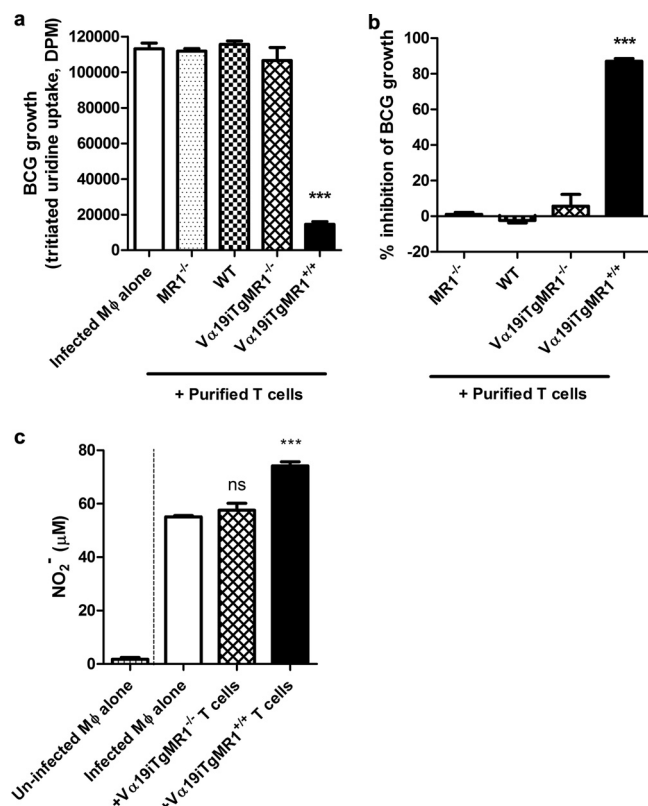 a
BCG growth
(tritiated uridine uptake, DPM)
120000
100000
80000
60000
40000
20000
0
***
Infected Mϕ alone
MR1-/-
WT
Vα19iTgMR1-/-
Vα19iTgMR1+/+
+ Purified T cells
b
% inhibition of BCG growth
100
80
60
40
20
0
-20
***
MR1-/-
WT
Vα19iTgMR1-/-
Vα19iTgMR1+/+
+ Purified T cells
c
NO2- (μM)
80
60
40
20
0
ns
***
Un-infected Mϕ alone
Infected Mϕ alone
+Vα19iTgMR1-/- T cells
+Vα19iTgMR1+/+ T cells